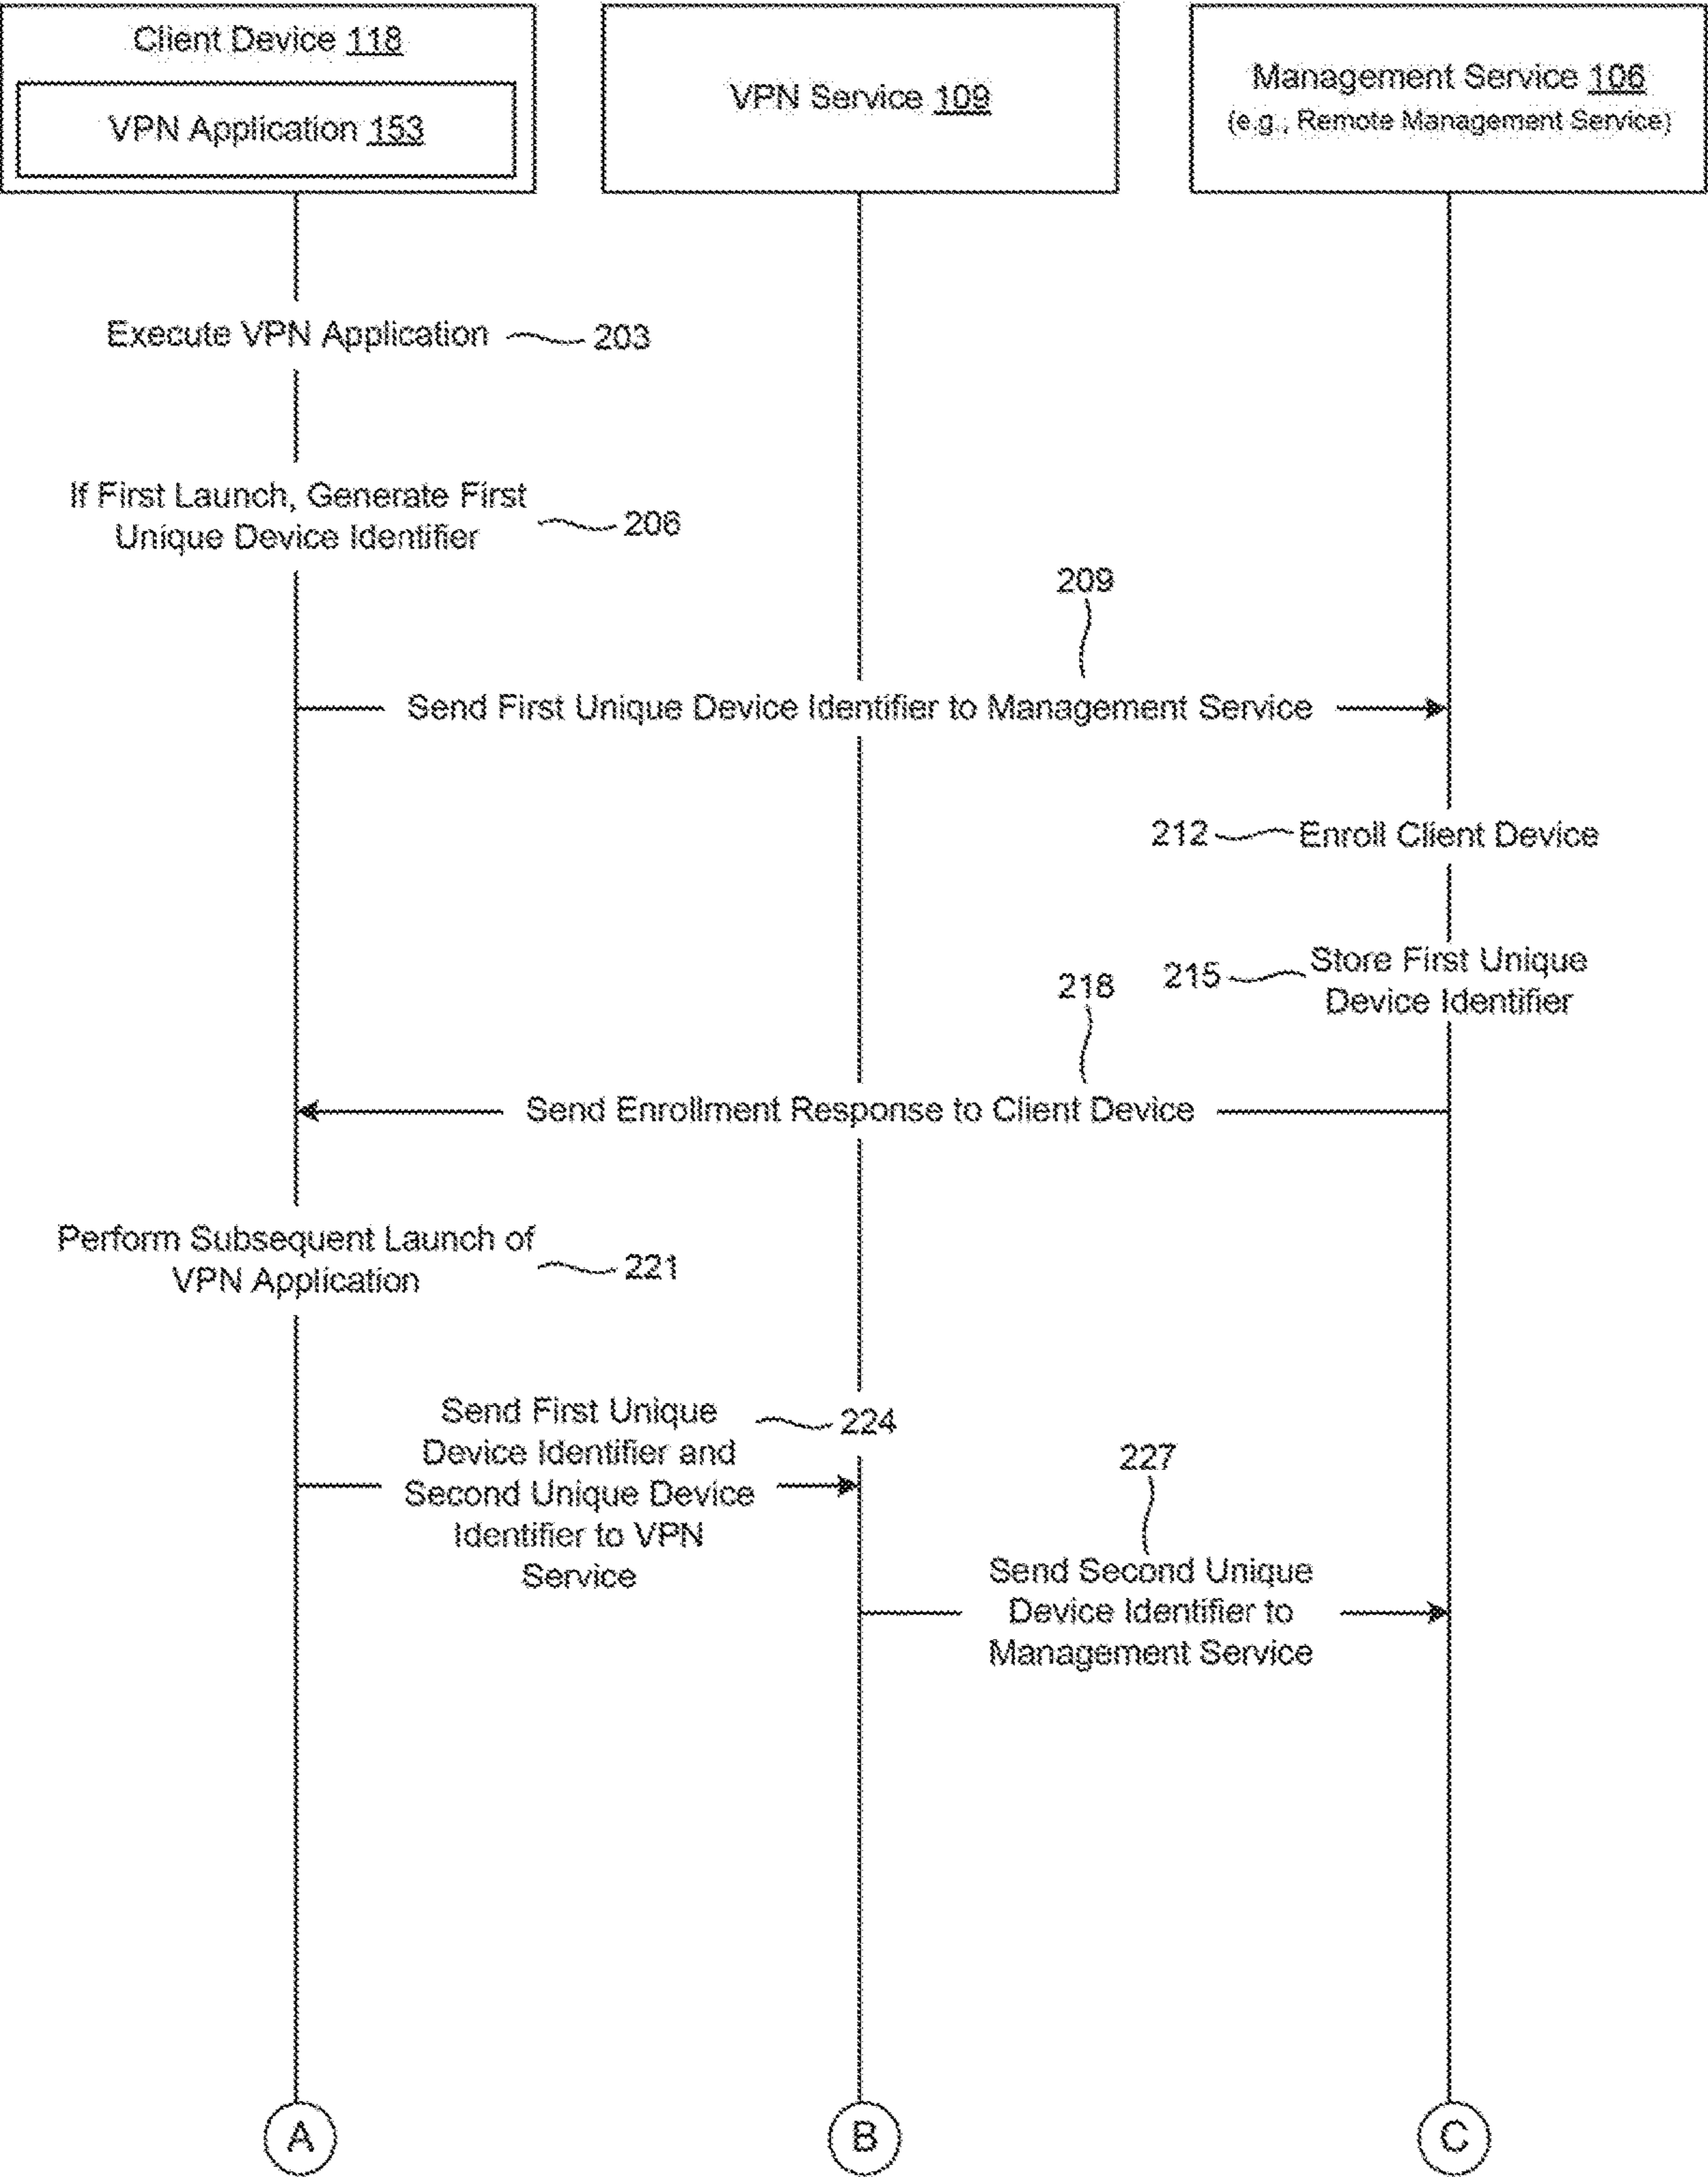 Client Device 118
VPN Application 153
VPN Service 109
Management Service 106
(e.g., Remote Management Service)
Execute VPN Application
203
If First Launch, Generate First
Unique Device Identifier
206
209
Send First Unique Device Identifier to Management Service
212
Enroll Client Device
215
Store First Unique
Device Identifier
218
Send Enrollment Response to Client Device
Perform Subsequent Launch of
VPN Application
221
Send First Unique
Device Identifier and
Second Unique Device
Identifier to VPN
Service
224
227
Send Second Unique
Device Identifier to
Management Service
A
B
C